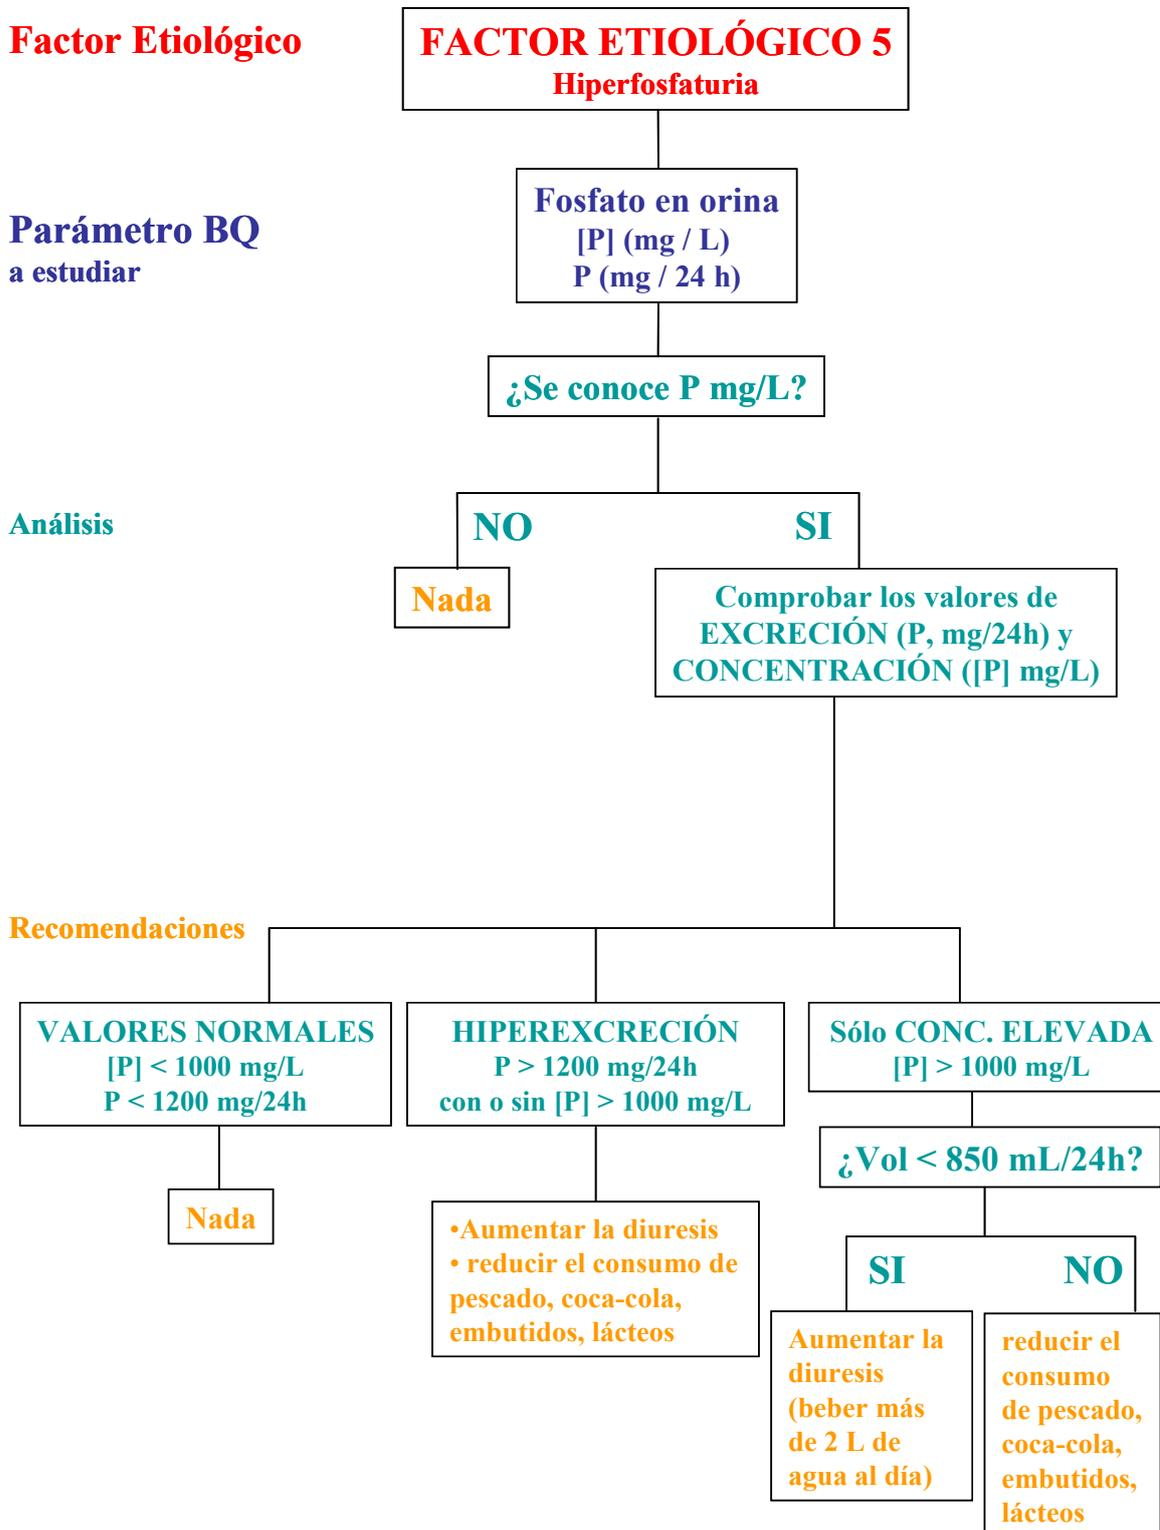 Factor Etiológico
FACTOR ETIOLÓGICO 5
Hiperfosfaturia
Parámetro BQ
a estudiar
Fosfato en orina
[P] (mg / L)
P (mg / 24 h)
¿Se conoce P mg/L?
Análisis
NO
SI
Nada
Comprobar los valores de
EXCRECIÓN (P, mg/24h) y
CONCENTRACIÓN ([P] mg/L)
Recomendaciones
VALORES NORMALES
[P] < 1000 mg/L
P < 1200 mg/24h
Nada
HIPEREXCRECIÓN
P > 1200 mg/24h
con o sin [P] > 1000 mg/L
•Aumentar la diuresis
• reducir el consumo de
pescado, coca-cola,
embutidos, lácteos
Sólo CONC. ELEVADA
[P] > 1000 mg/L
¿Vol < 850 mL/24h?
SI
NO
Aumentar la
diuresis
(beber más
de 2 L de
agua al día)
reducir el
consumo
de pescado,
coca-cola,
embutidos,
lácteos